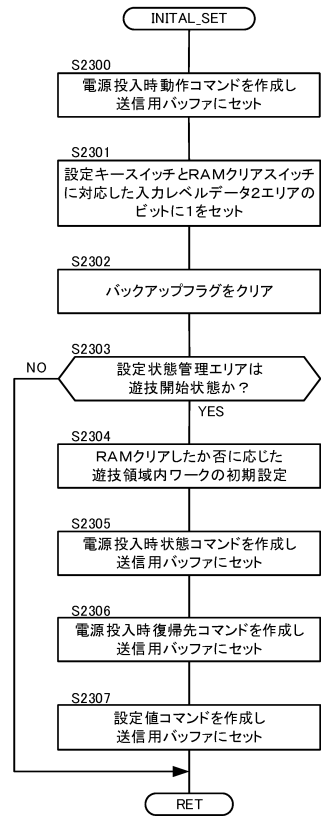 INITAL_SET
S2300
電源投入時動作コマンドを作成し
送信用バッファにセット
S2301
設定キースイッチとRAMクリアスイッチ
に対応した入力レベルデータ2エリアの
ビットに1をセット
S2302
バックアップフラグをクリア
S2303
設定状態管理エリアは
遊技開始状態か？
NO
YES
S2304
RAMクリアしたか否に応じた
遊技領域内ワークの初期設定
S2305
電源投入時状態コマンドを作成し
送信用バッファにセット
S2306
電源投入時復帰先コマンドを作成し
送信用バッファにセット
S2307
設定値コマンドを作成し
送信用バッファにセット
RET